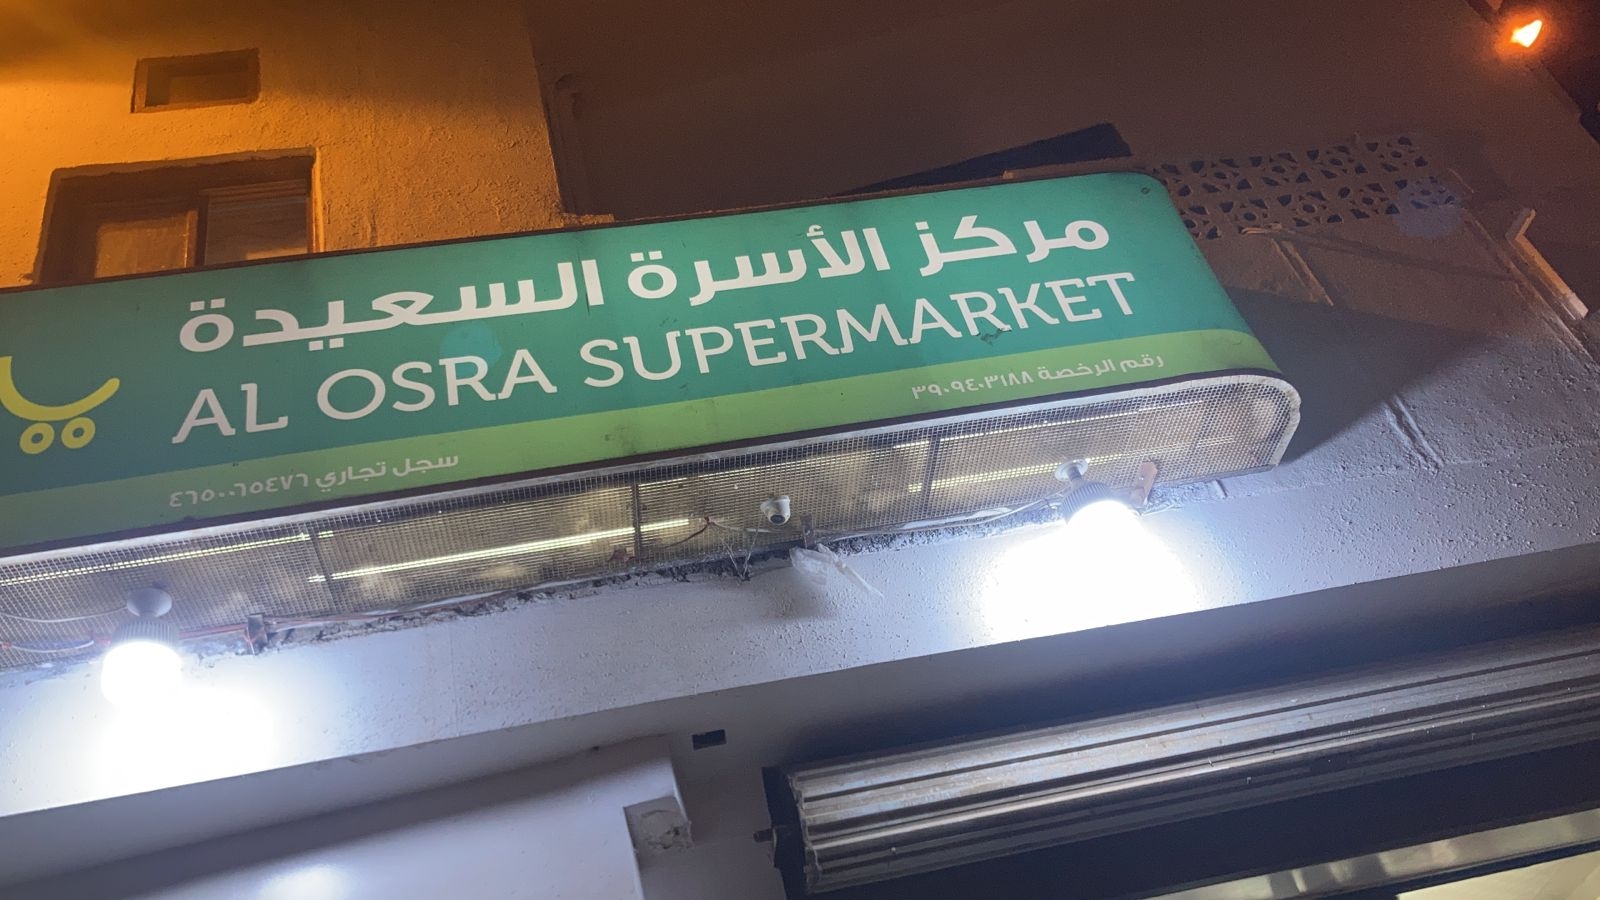 مركز الأسرة السعيدة
AL OSRA SUPERMARKET
رقم الرخصة ٣٩٠٩٤٠٣١٨٨
سجل تجاري ٤٦٥٠٠٦٥٤٧٦